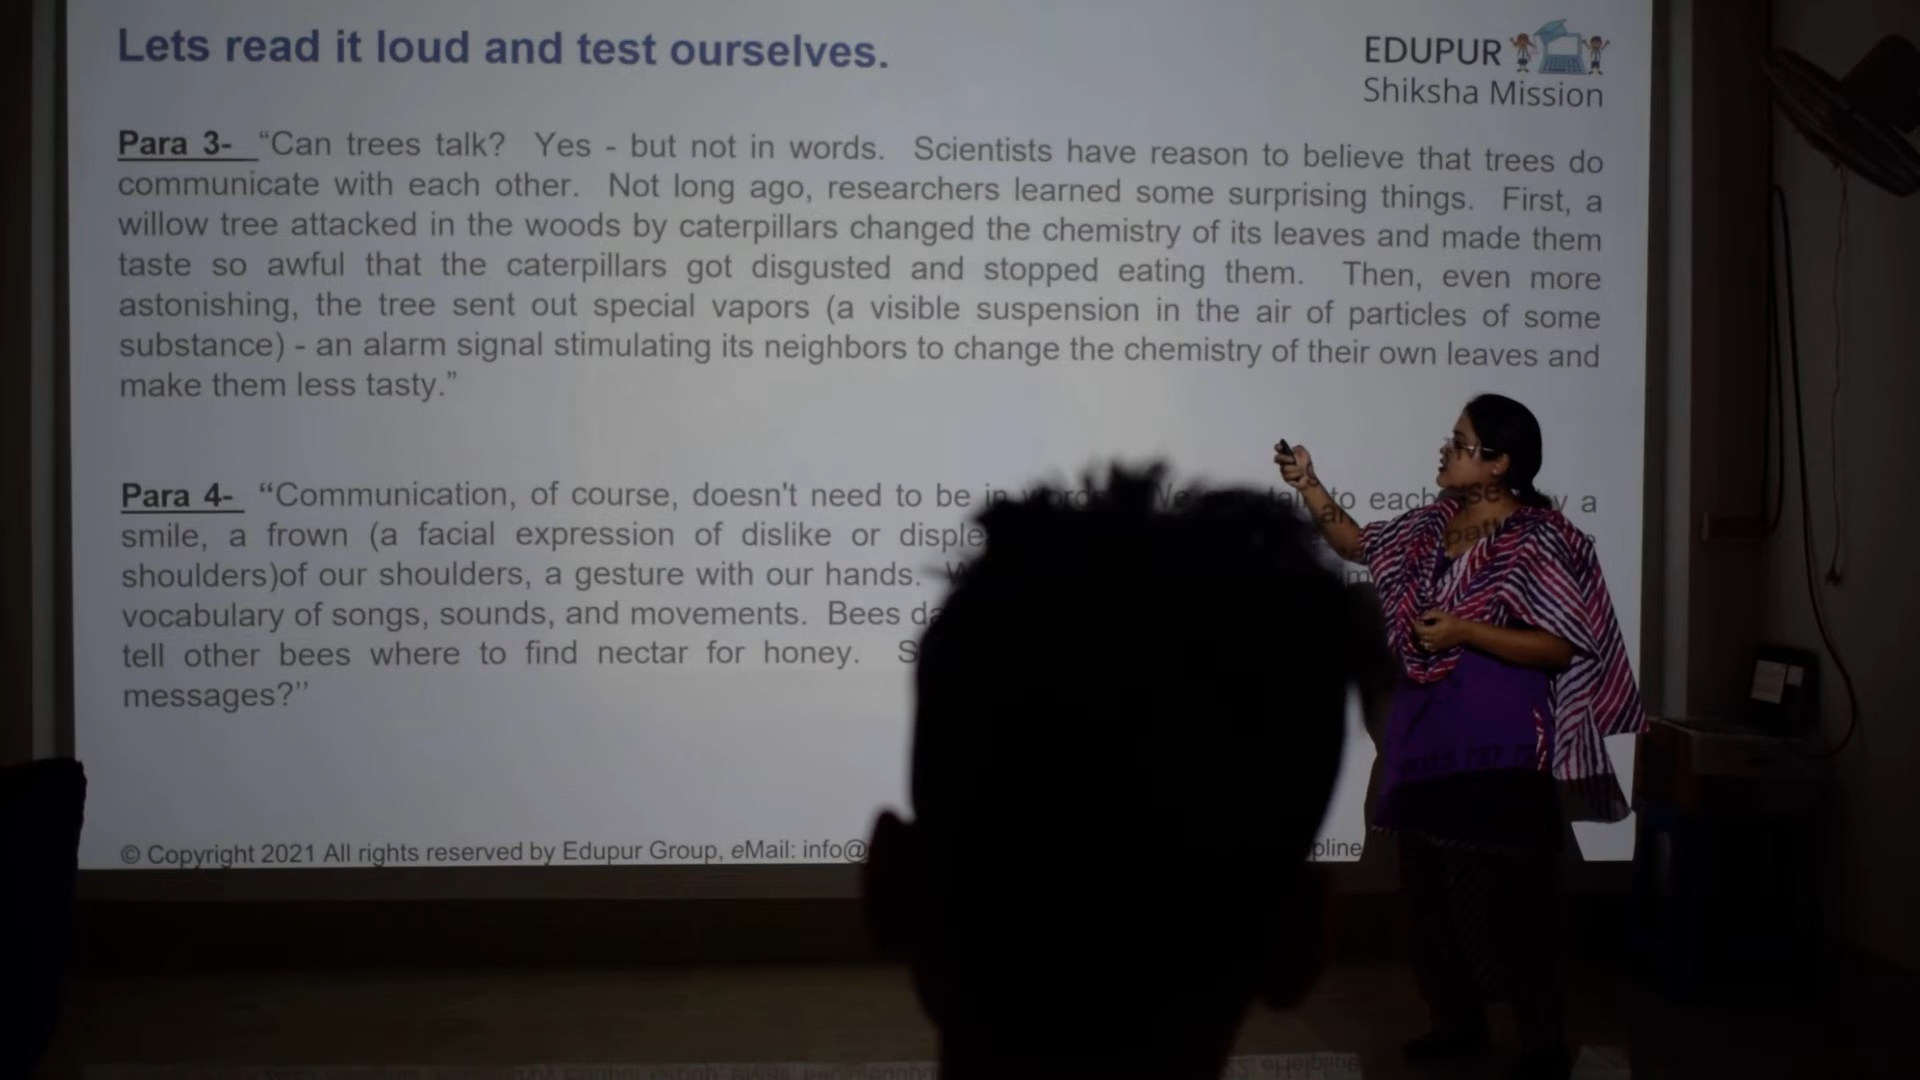 Lets read it loud and test ourselves.
EDUPUR
Shiksha Mission
Para 3- “Can trees talk? Yes - but not in words. Scientists have reason to believe that trees do
communicate with each other. Not long ago, researchers learned some surprising things. First, a
willow tree attacked in the woods by caterpillars changed the chemistry of its leaves and made them
taste so awful that the caterpillars got disgusted and stopped eating them. Then, even more
astonishing, the tree sent out special vapors (a visible suspension in the air of particles of some
substance) - an alarm signal stimulating its neighbors to change the chemistry of their own leaves and
make them less tasty.”
Para 4- “Communication, of course, doesn't need to be in to each by a
smile, a frown (a facial expression of dislike or
shoulders)of our shoulders, a gesture with our hands.
vocabulary of songs, sounds, and movements. Bees
tell other bees where to find nectar for honey.
messages?”
© Copyright 2021 All rights reserved by Edupur Group, eMail: info@